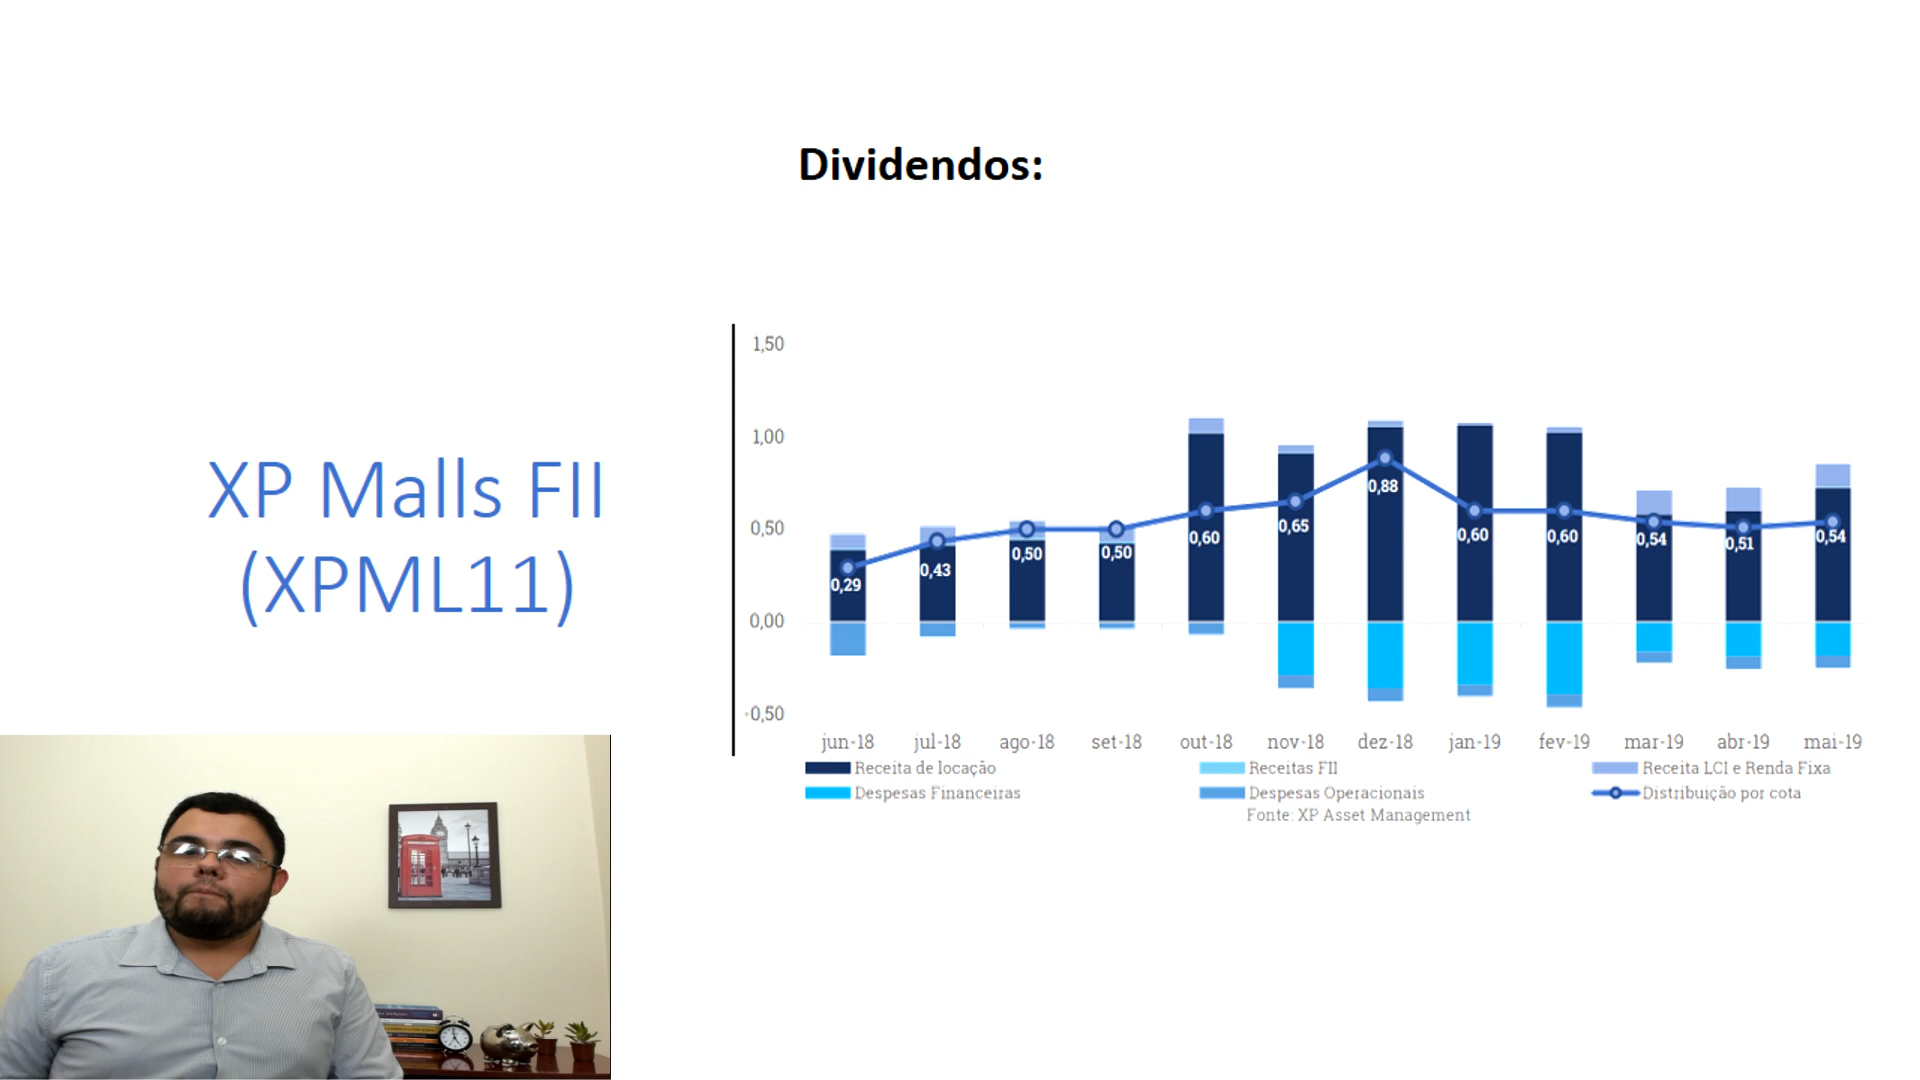 Dividendos:
XP Malls FII
(XPML11)
1,50
1,00
0,50
0,00
-0,50
0,29
0,43
0,50
0,50
0,60
0,65
0,88
0,60
0,60
0,54
0,51
0,54
jun-18 jul-18 ago-18 set-18 out-18 nov-18 dez-18 jan-19 fev-19 mar-19 abr-19 mai-19
Receita de locação Receitas FII Receita LCI e Renda Fixa
Despesas Financeiras Despesas Operacionais Distribuição por cota
Fonte: XP Asset Management